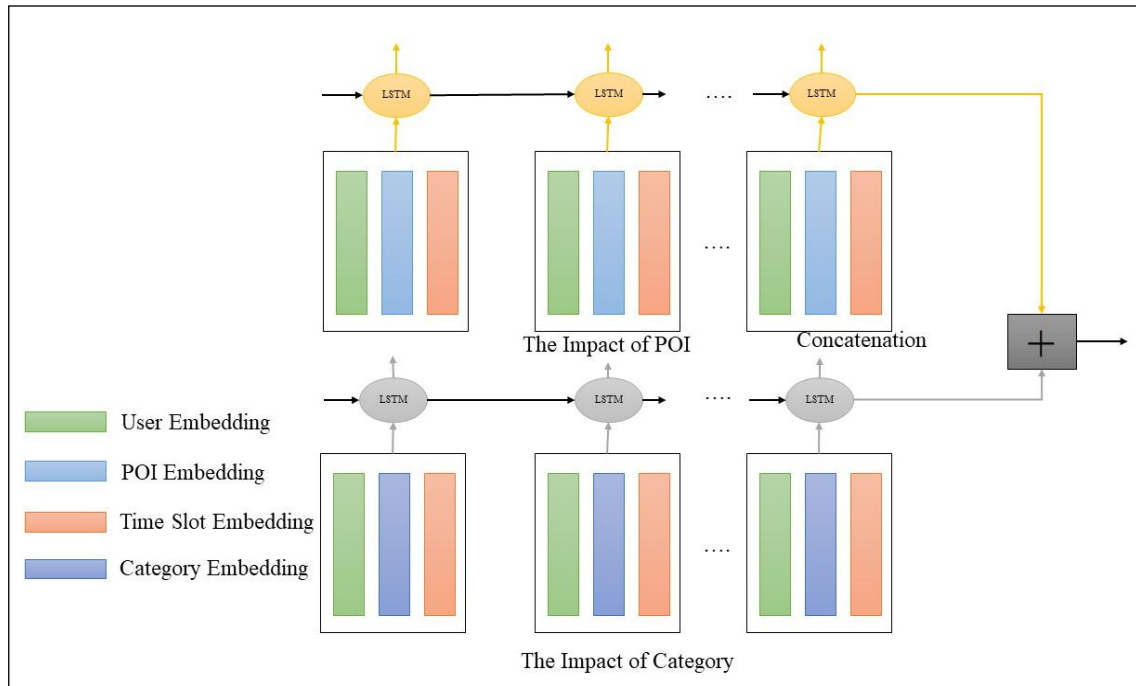 LSTM
LSTM
....
LSTM
....
The Impact of POI
Concatenation
+
LSTM
LSTM
....
LSTM
User Embedding
POI Embedding
Time Slot Embedding
Category Embedding
....
The Impact of Category